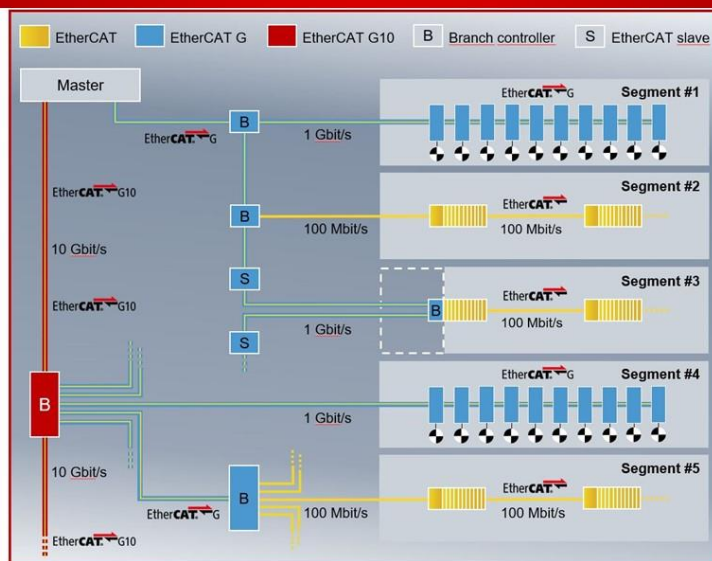 EtherCAT
EtherCAT G
EtherCAT G10
B Branch controller
S EtherCAT slave
Master
EtherCAT G
Segment #1
B
EtherCAT G
1 Gbit/s
EtherCAT G10
EtherCAT
Segment #2
B
100 Mbit/s
100 Mbit/s
10 Gbit/s
EtherCAT
Segment #3
S
EtherCAT G10
B
100 Mbit/s
1 Gbit/s
S
EtherCAT G
Segment #4
B
1 Gbit/s
EtherCAT
Segment #5
10 Gbit/s
B
EtherCAT G
100 Mbit/s
100 Mbit/s
EtherCAT G10